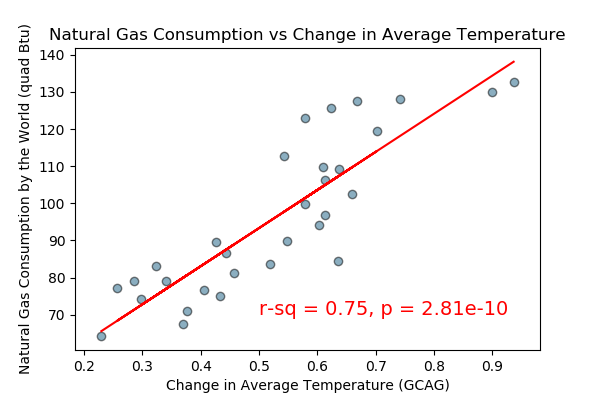 Natural Gas Consumption vs Change in Average Temperature
Natural Gas Consumption by the World (quad Btu)
140
130
120
110
100
90
80
70
r-sq = 0.75, p = 2.81e-10
0.2 0.3 0.4 0.5 0.6 0.7 0.8 0.9
Change in Average Temperature (GCAG)